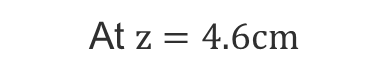 At z = 4.6cm